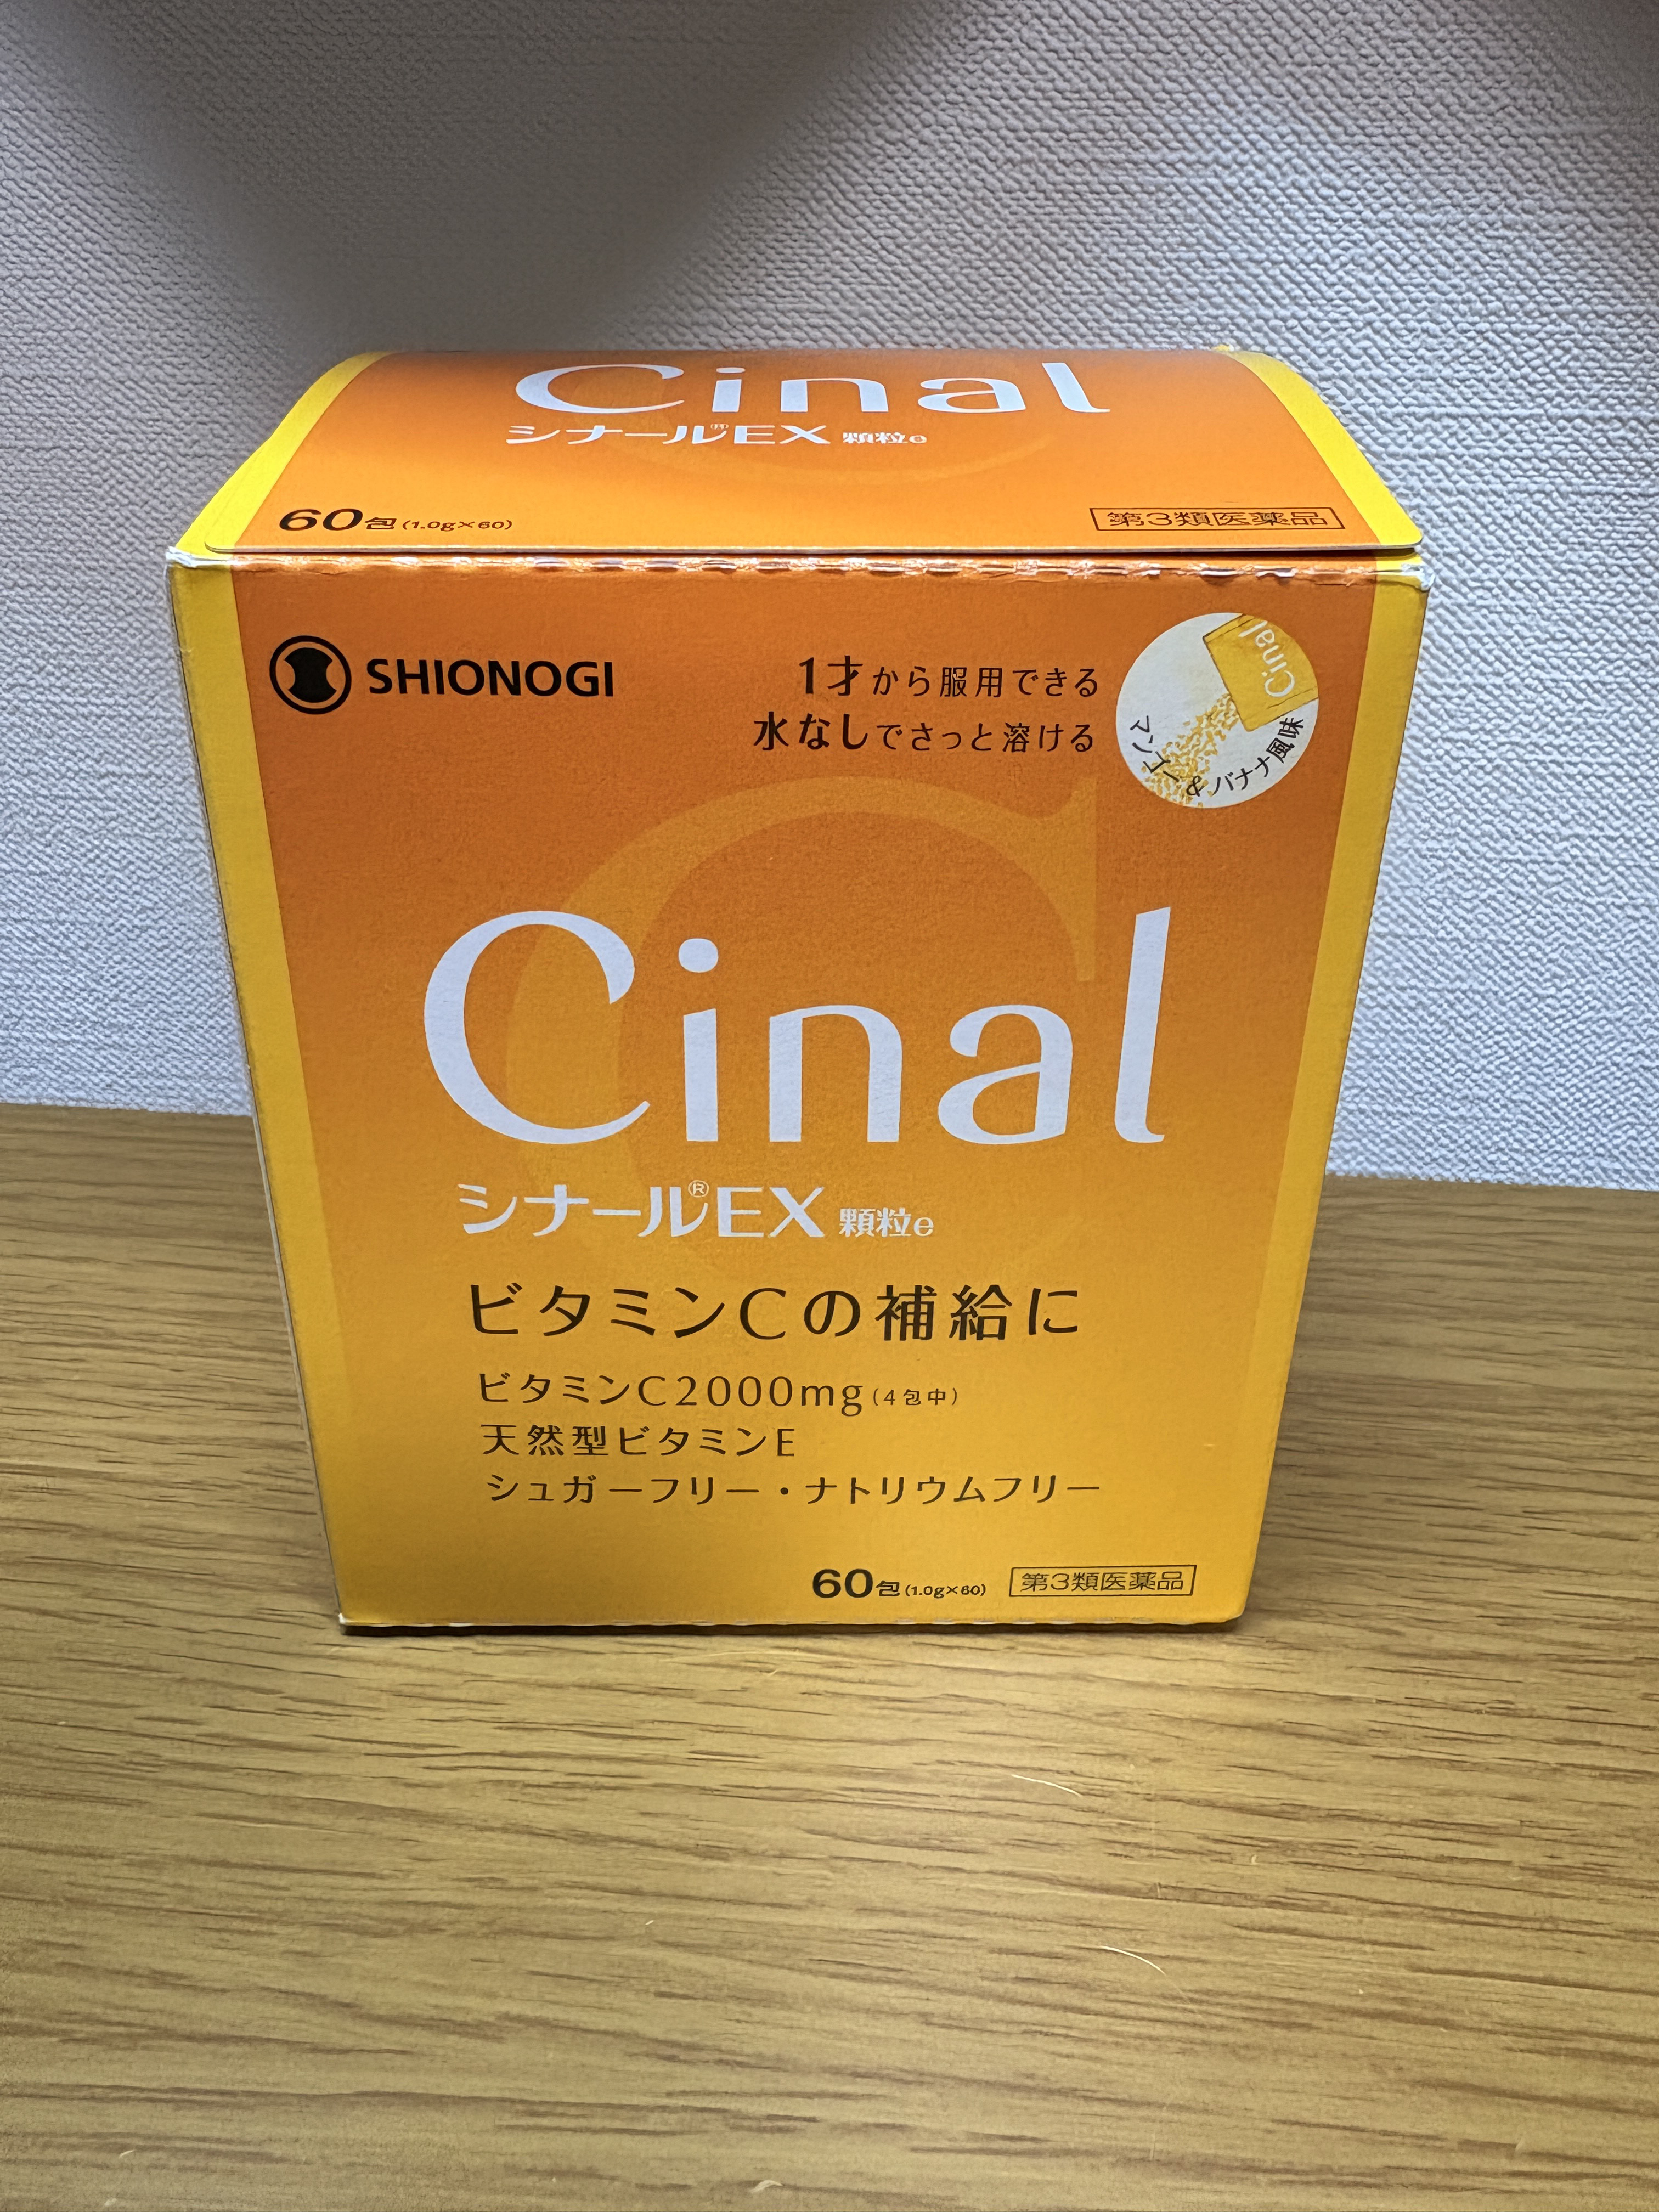 Cinal
シナール®EX 顆粒e
60包(1.0g×60)
第3類医薬品
SHIONOGI
1才から服用できる
水なしでさっと溶ける
Cinal
マンゴー&バナナ風味
Cinal
シナール®EX 顆粒e
ビタミンCの補給に
ビタミンC2000mg(4包中)
天然型ビタミンE
シュガーフリー・ナトリウムフリー
60包(1.0g×60)
第3類医薬品